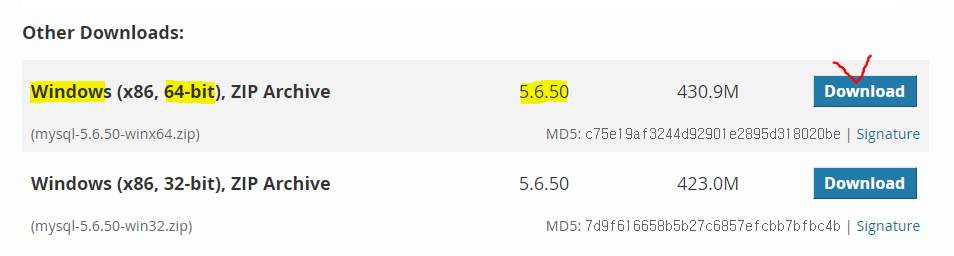 Other Downloads:
Windows (x86, 64-bit), ZIP Archive 5.6.50 430.9M Download
(mysql-5.6.50-winx64.zip) MD5: c75e19af3244d92901e2895d318020be | Signature
Windows (x86, 32-bit), ZIP Archive 5.6.50 423.0M Download
(mysql-5.6.50-win32.zip) MD5: 7d9f616658b5b27c6857efcbb7bfbc4b | Signature